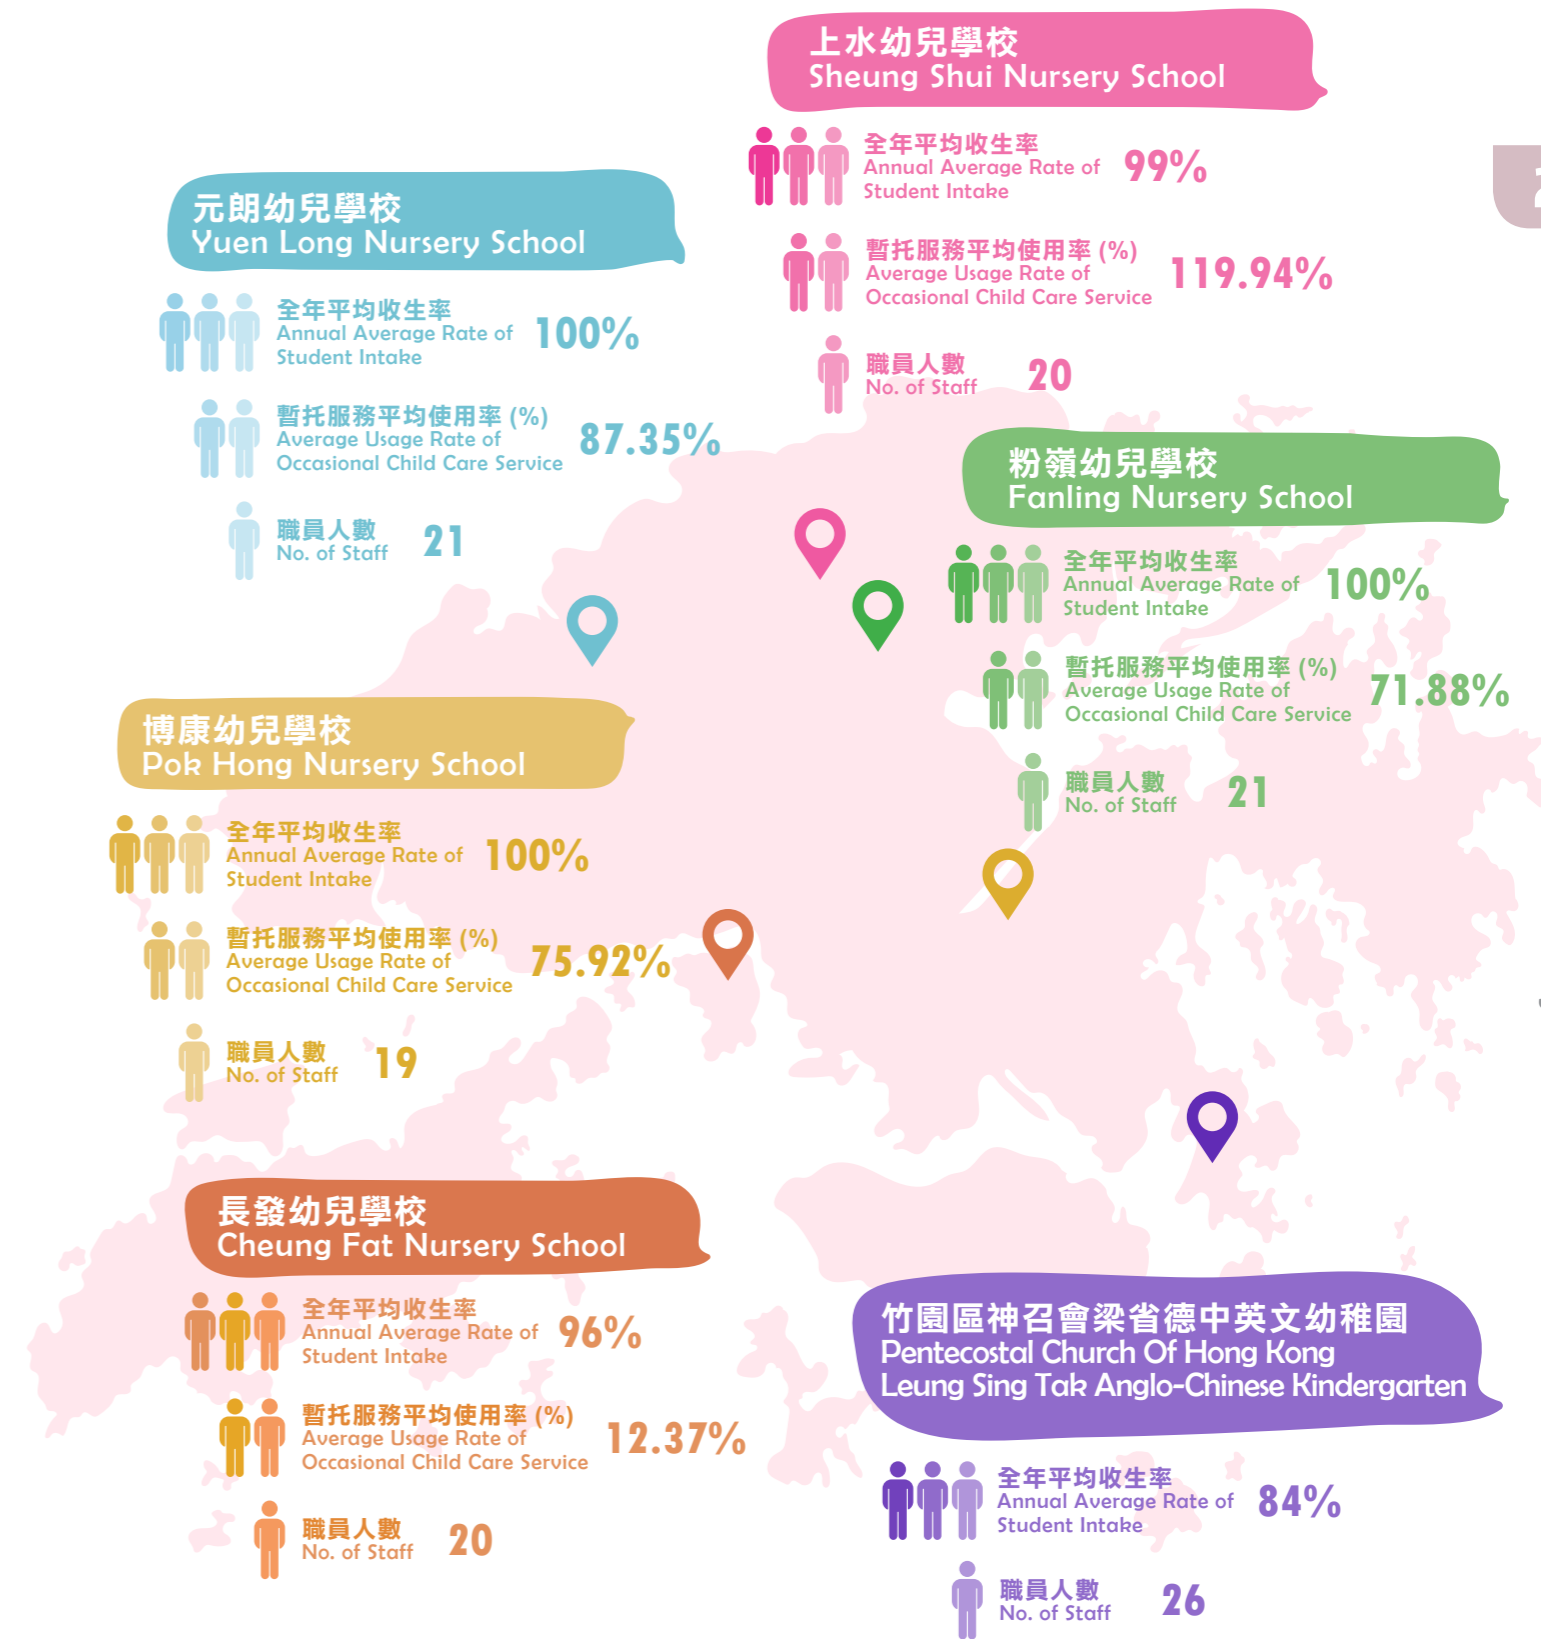 上水幼兒學校
Sheung Shui Nursery School
全年平均收生率
Annual Average Rate of
Student Intake
99%
暫托服務平均使用率 (%)
Average Usage Rate of
Occasional Child Care Service
119.94%
職員人數
No. of Staff
20
元朗幼兒學校
Yuen Long Nursery School
全年平均收生率
Annual Average Rate of
Student Intake
100%
暫托服務平均使用率 (%)
Average Usage Rate of
Occasional Child Care Service
87.35%
職員人數
No. of Staff
21
粉嶺幼兒學校
Fanling Nursery School
全年平均收生率
Annual Average Rate of
Student Intake
100%
暫托服務平均使用率 (%)
Average Usage Rate of
Occasional Child Care Service
71.88%
職員人數
No. of Staff
21
博康幼兒學校
Pok Hong Nursery School
全年平均收生率
Annual Average Rate of
Student Intake
100%
暫托服務平均使用率 (%)
Average Usage Rate of
Occasional Child Care Service
75.92%
職員人數
No. of Staff
19
長發幼兒學校
Cheung Fat Nursery School
全年平均收生率
Annual Average Rate of
Student Intake
96%
暫托服務平均使用率 (%)
Average Usage Rate of
Occasional Child Care Service
12.37%
職員人數
No. of Staff
20
竹園區神召會梁省德中英文幼稚園
Pentecostal Church Of Hong Kong
Leung Sing Tak Anglo-Chinese Kindergarten
全年平均收生率
Annual Average Rate of
Student Intake
84%
職員人數
No. of Staff
26